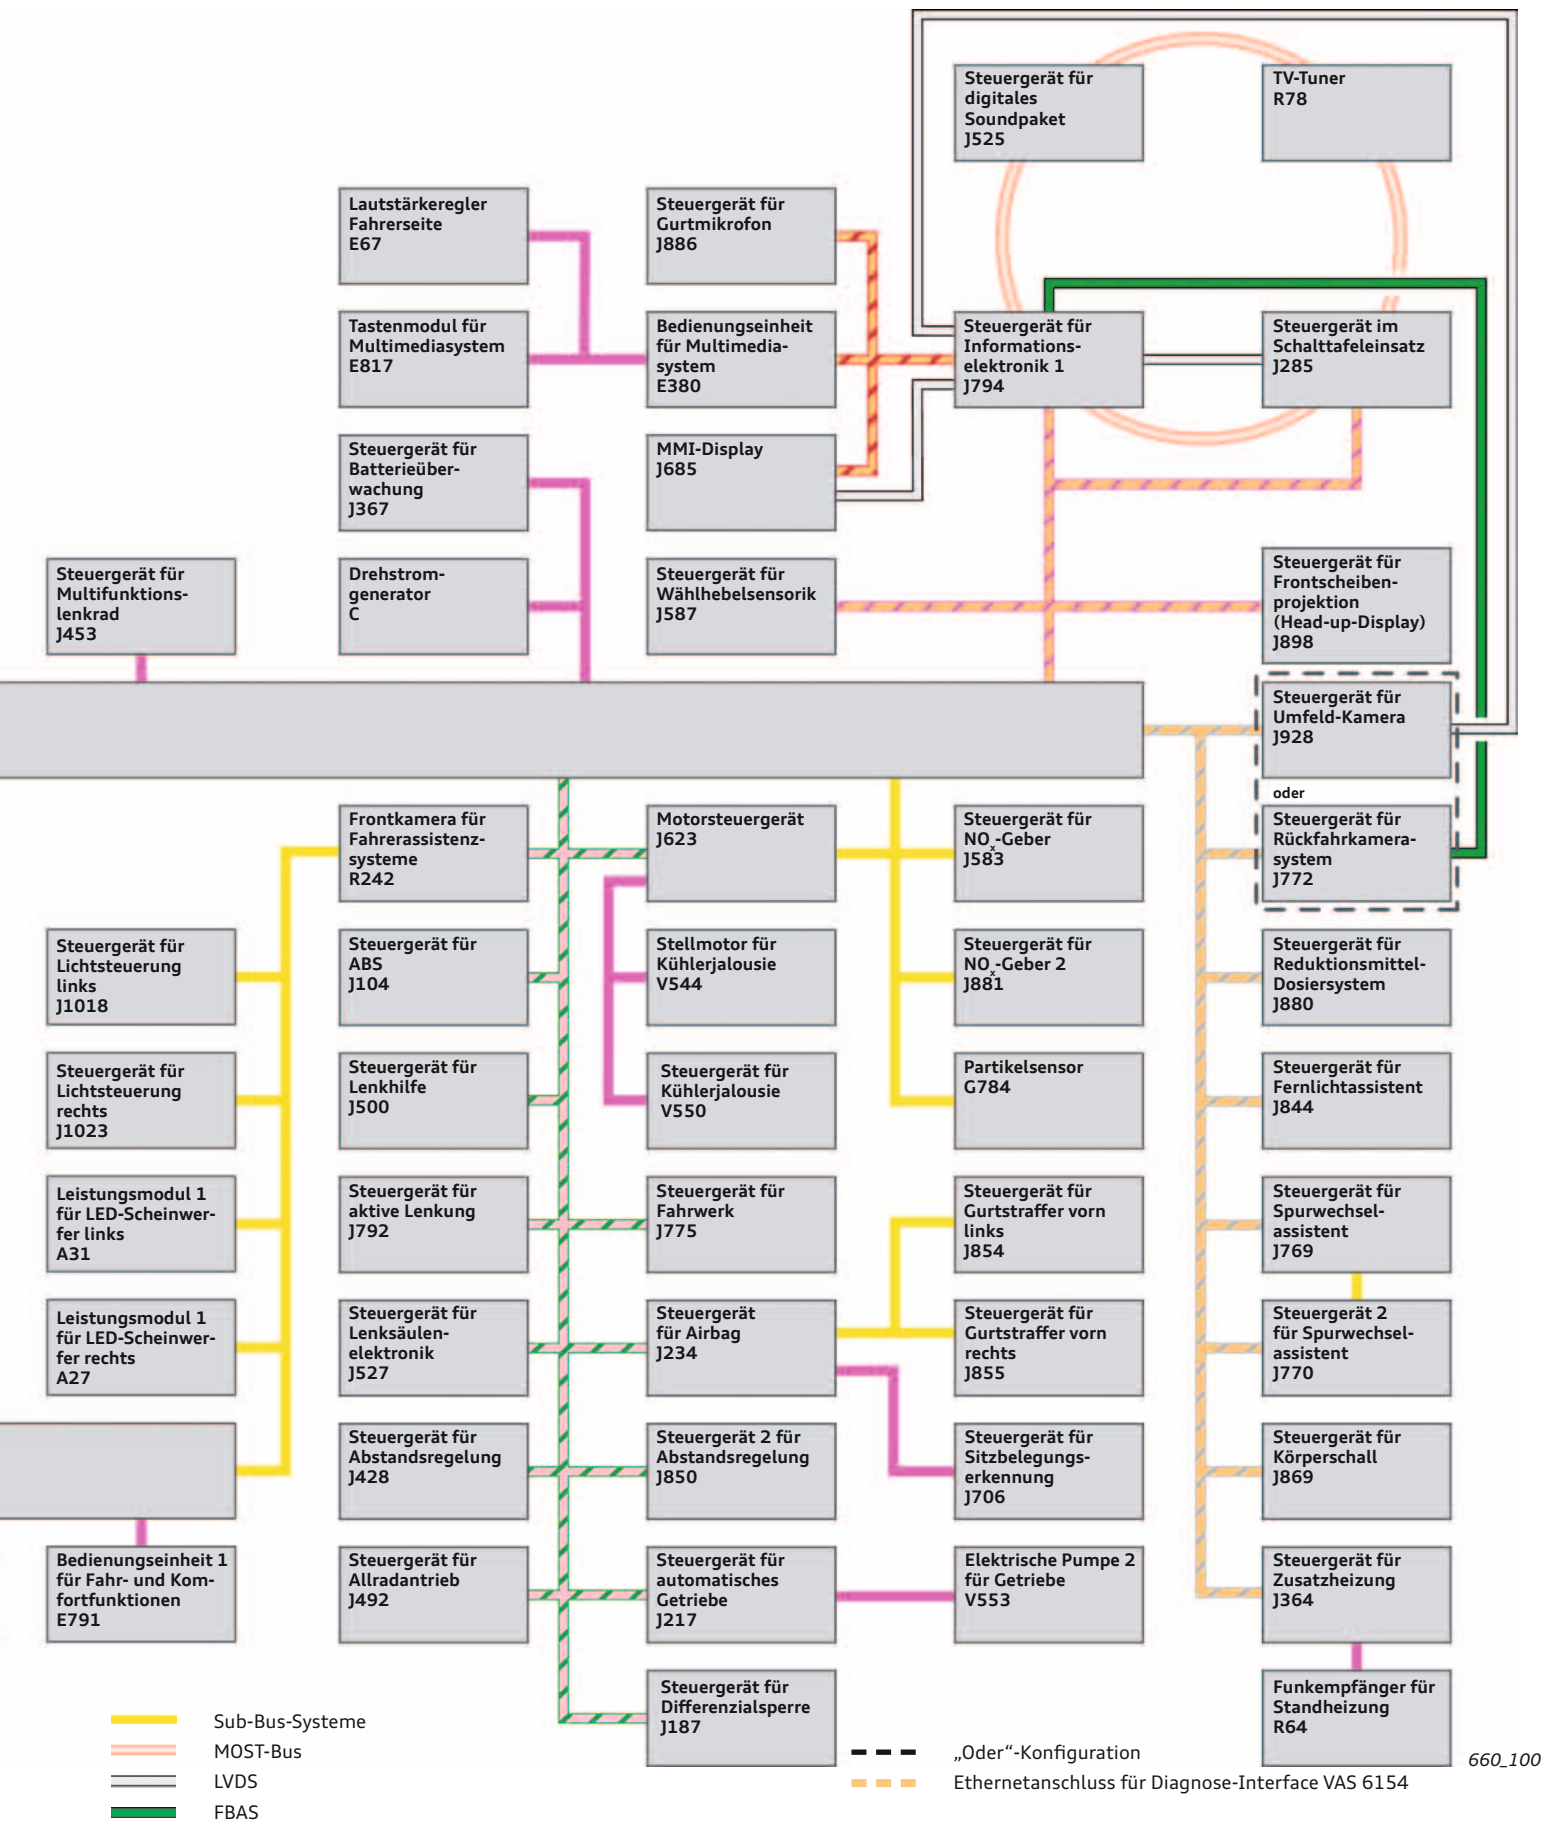 Steuergerät für
digitales
Soundpaket
J525
TV-Tuner
R78
Lautstärkeregler
Fahrerseite
E67
Steuergerät für
Gurtmikrofon
J886
Tastenmodul für
Multimediasystem
E817
Bedienungseinheit
für Multimedia-
system
E380
Steuergerät für
Informations-
elektronik 1
J794
Steuergerät im
Schalttafeleinsatz
J285
Steuergerät für
Batterieüber-
wachung
J367
MMI-Display
J685
Steuergerät für
Multifunktions-
lenkrad
J453
Drehstrom-
generator
C
Steuergerät für
Wählhebelsensorik
J587
Steuergerät für
Frontscheiben-
projektion
(Head-up-Display)
J898
Steuergerät für
Umfeld-Kamera
J928
oder
Frontkamera für
Fahrerassistenz-
systeme
R242
Motorsteuergerät
J623
Steuergerät für
NOx-Geber
J583
Steuergerät für
Rückfahrkamera-
system
J772
Steuergerät für
Lichtsteuerung
links
J1018
Steuergerät für
ABS
J104
Stellmotor für
Kühlerjalousie
V544
Steuergerät für
NOx-Geber 2
J881
Steuergerät für
Reduktionsmittel-
Dosiersystem
J880
Steuergerät für
Lichtsteuerung
rechts
J1023
Steuergerät für
Lenkhilfe
J500
Steuergerät für
Kühlerjalousie
V550
Partikelsensor
G784
Steuergerät für
Fernlichtassistent
J844
Leistungsmodul 1
für LED-Scheinwer-
fer links
A31
Steuergerät für
aktive Lenkung
J792
Steuergerät für
Fahrwerk
J775
Steuergerät für
Gurtstraffer vorn
links
J854
Steuergerät für
Spurwechsel-
assistent
J769
Leistungsmodul 1
für LED-Scheinwer-
fer rechts
A27
Steuergerät für
Lenksäulen-
elektronik
J527
Steuergerät
für Airbag
J234
Steuergerät für
Gurtstraffer vorn
rechts
J855
Steuergerät 2
für Spurwechsel-
assistent
J770
Steuergerät für
Abstandsregelung
J428
Steuergerät 2 für
Abstandsregelung
J850
Steuergerät für
Sitzbelegungs-
erkennung
J706
Steuergerät für
Körperschall
J869
Bedienungseinheit 1
für Fahr- und Kom-
fortfunktionen
E791
Steuergerät für
Allradantrieb
J492
Steuergerät für
automatisches
Getriebe
J217
Elektrische Pumpe 2
für Getriebe
V553
Steuergerät für
Zusatzheizung
J364
Steuergerät für
Differenzialsperre
J187
Funkempfänger für
Standheizung
R64
Sub-Bus-Systeme
MOST-Bus
LVDS
FBAS
„Oder“-Konfiguration
Ethernetanschluss für Diagnose-Interface VAS 6154
660_100